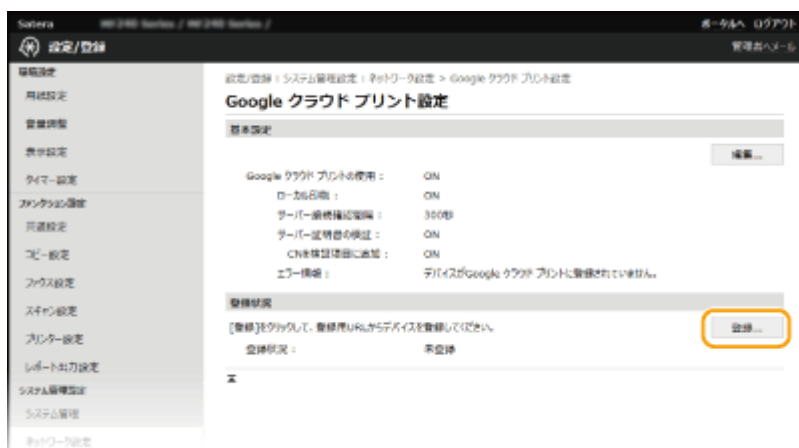 Satera
MF240 Series / MF240 Series /
ポータルへ ログアウト
設定/登録
管理者へメール
環境設定
用紙設定
音量調整
表示設定
タイマー設定
ファンクション設定
共通設定
コピー設定
ファクス設定
スキャン設定
プリンター設定
レポート出力設定
システム管理設定
システム管理
ネットワーク設定
設定/登録 : システム管理設定 : ネットワーク設定 > Google クラウド プリント設定
Google クラウド プリント設定
基本設定
編集...
Google クラウド プリントの使用 : ON
ローカル印刷 : ON
サーバー接続確認間隔 : 300秒
サーバー証明書の検証 : ON
CNを検証項目に追加 : ON
エラー情報 : デバイスがGoogle クラウド プリントに登録されていません。
登録状況
[登録]をクリックして、登録用URLからデバイスを登録してください。
登録...
登録状況 : 未登録